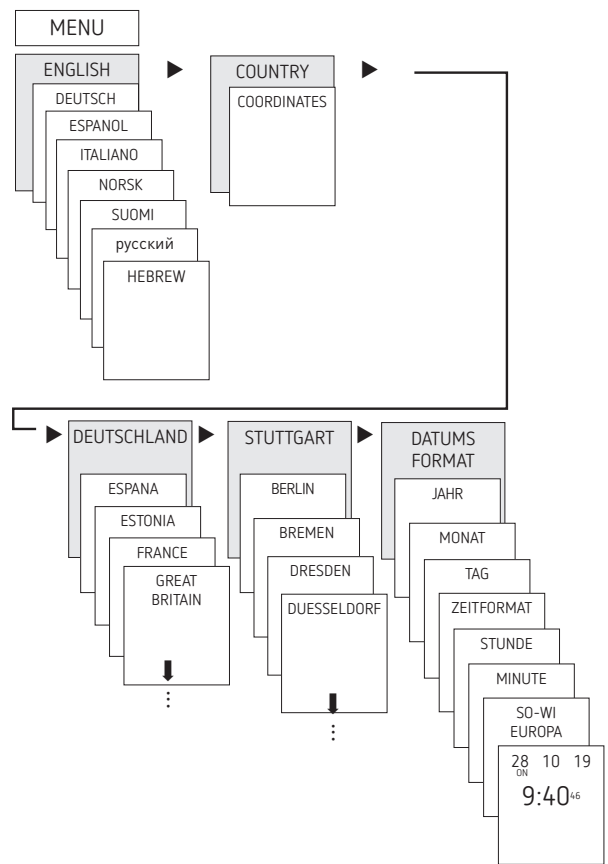 MENU
ENGLISH
DEUTSCH
ESPANOL
ITALIANO
NORSK
SUOMI
русский
HEBREW
COUNTRY
COORDINATES
DEUTSCHLAND
ESPANA
ESTONIA
FRANCE
GREAT
BRITAIN
STUTTGART
BERLIN
BREMEN
DRESDEN
DUESSELDORF
DATUMS
FORMAT
JAHR
MONAT
TAG
ZEITFORMAT
STUNDE
MINUTE
SO-WI
EUROPA
28 10 19
ON
9:40 46